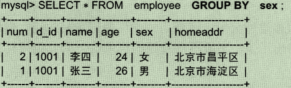 mysql> SELECT * FROM employee GROUP BY sex ;
+-----+------+------+------+------+--------------+
| num | d_id | name | age | sex | homeaddr |
+-----+------+------+------+------+--------------+
| 2 | 1001 | 李四 | 24 | 女 | 北京市昌平区 |
| 1 | 1001 | 张三 | 26 | 男 | 北京市海淀区 |
+-----+------+------+------+------+--------------+